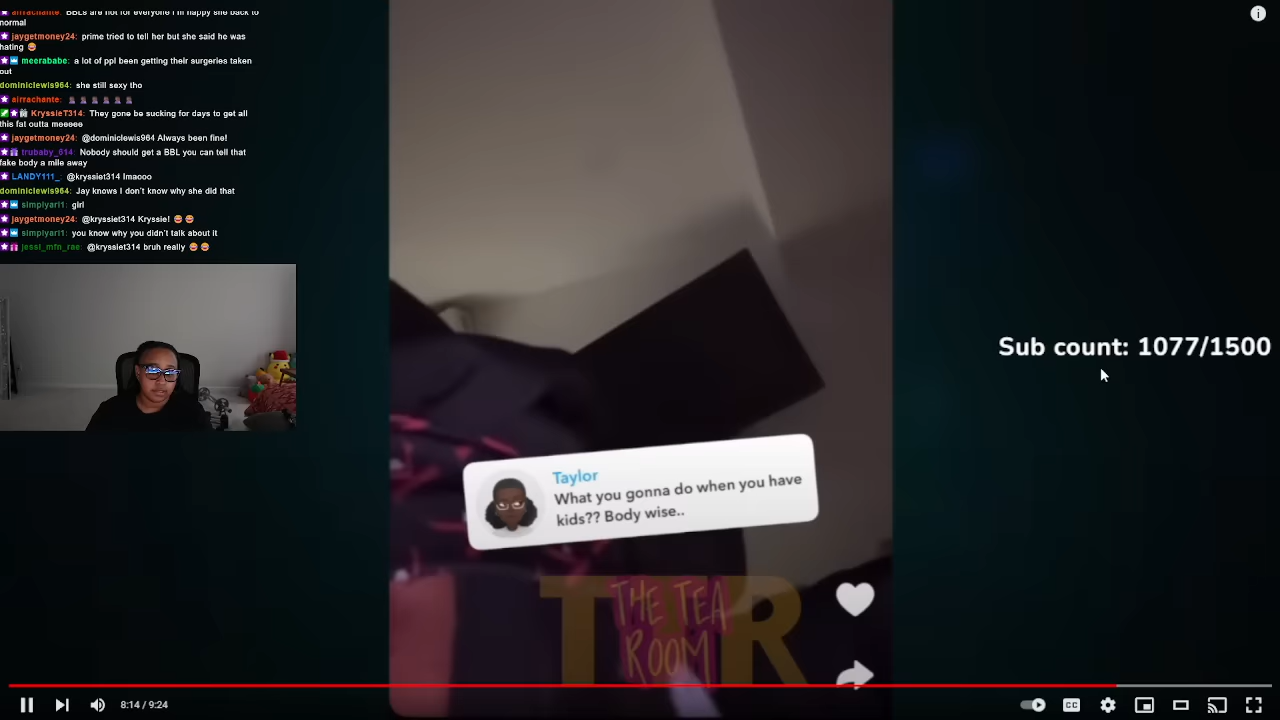 airrachante: BBLs are not for everyone I'm happy she back to
normal
jaygetmoney24: prime tried to tell her but she said he was
hating
meerababe: a lot of ppl been getting their surgeries taken
out
dominiclewis964: she still sexy tho
airrachante:
KryssieT314: They gone be sucking for days to get all
this fat outta meeeee
jaygetmoney24: @dominiclewis964 Always been fine!
trubaby_614: Nobody should get a BBL you can tell that
fake body a mile away
LANDY111_: @kryssiet314 lmaooo
dominiclewis964: Jay knows I don't know why she did that
simplyari1: girl
jaygetmoney24: @kryssiet314 Kryssie!
simplyari1: you know why you didn't talk about it
jessi_mfn_rae: @kryssiet314 bruh really
Sub count: 1077/1500
Taylor
What you gonna do when you have
kids?? Body wise..
THE TEA
ROOM
T R
8:14 / 9:24
CC